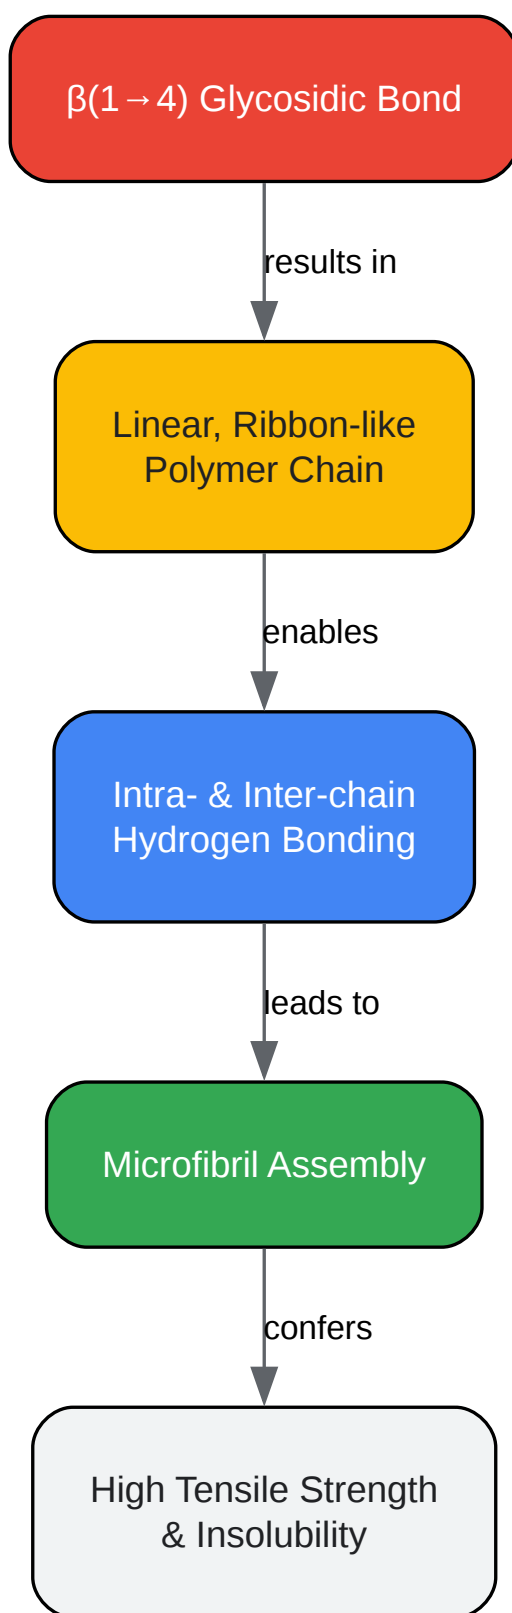 β(1→4) Glycosidic Bond
results in
Linear, Ribbon-like
Polymer Chain
enables
Intra- & Inter-chain
Hydrogen Bonding
leads to
Microfibril Assembly
confers
High Tensile Strength
& Insolubility